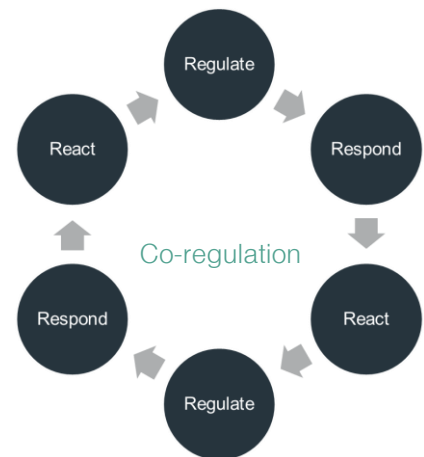 Regulate
React
Respond
Co-regulation
Respond
React
Regulate